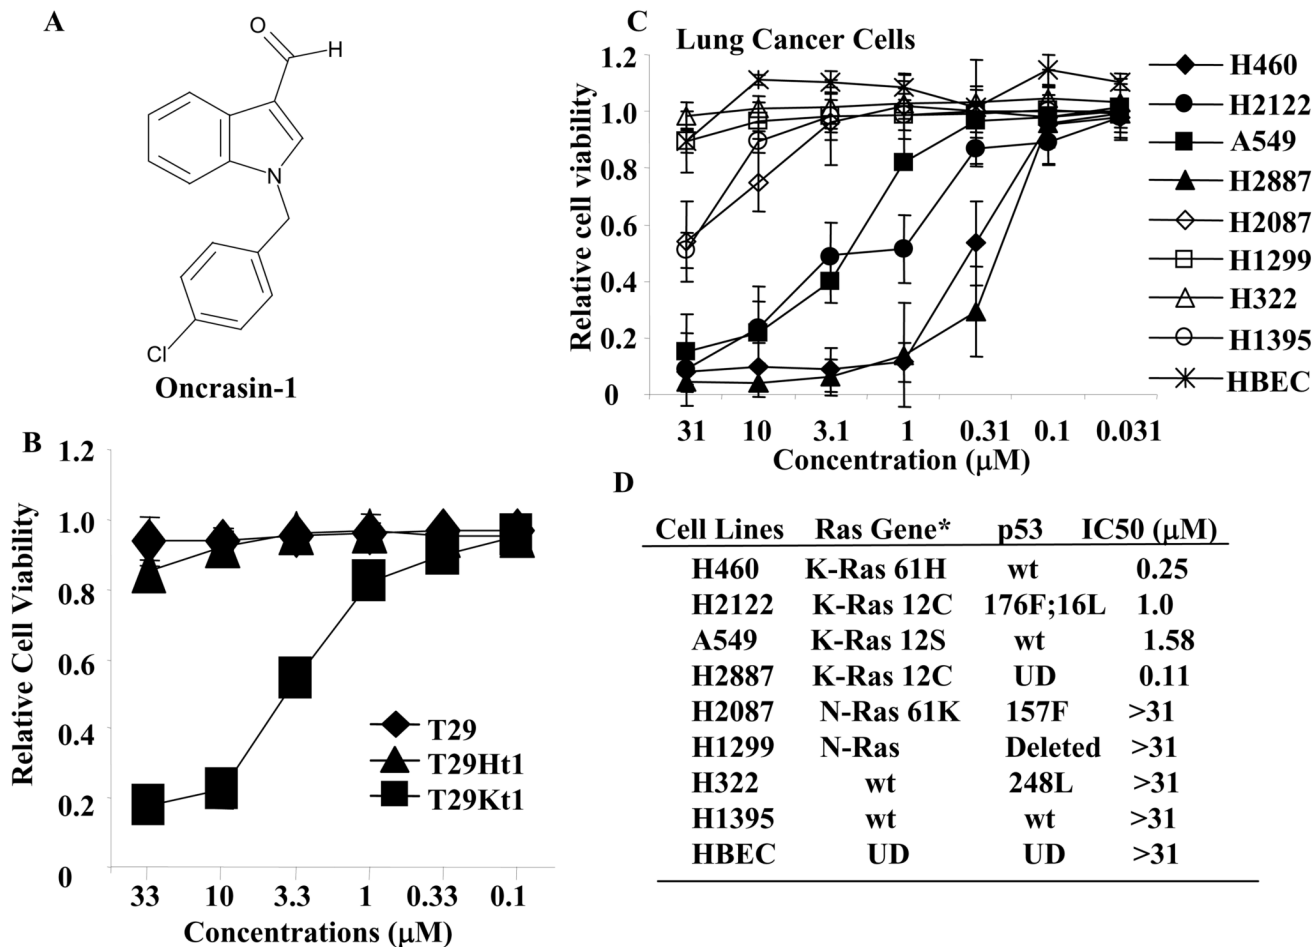 A
O
H
N
Cl
Oncrasin-1
B
Relative Cell Viability
1.2
1.0
0.8
0.6
0.4
0.2
0
33 10 3.3 1 0.33 0.1
Concentrations (μM)
T29
T29Ht1
T29Kt1
C
Lung Cancer Cells
Relative cell viability
1.2
1.0
0.8
0.6
0.4
0.2
0
31 10 3.1 1 0.31 0.1 0.031
Concentration (μM)
H460
H2122
A549
H2887
H2087
H1299
H322
H1395
HBEC
D
Cell Lines Ras Gene* p53 IC50 (μM)
H460 K-Ras 61H wt 0.25
H2122 K-Ras 12C 176F;16L 1.0
A549 K-Ras 12S wt 1.58
H2887 K-Ras 12C UD 0.11
H2087 N-Ras 61K 157F >31
H1299 N-Ras Deleted >31
H322 wt 248L >31
H1395 wt wt >31
HBEC UD UD >31